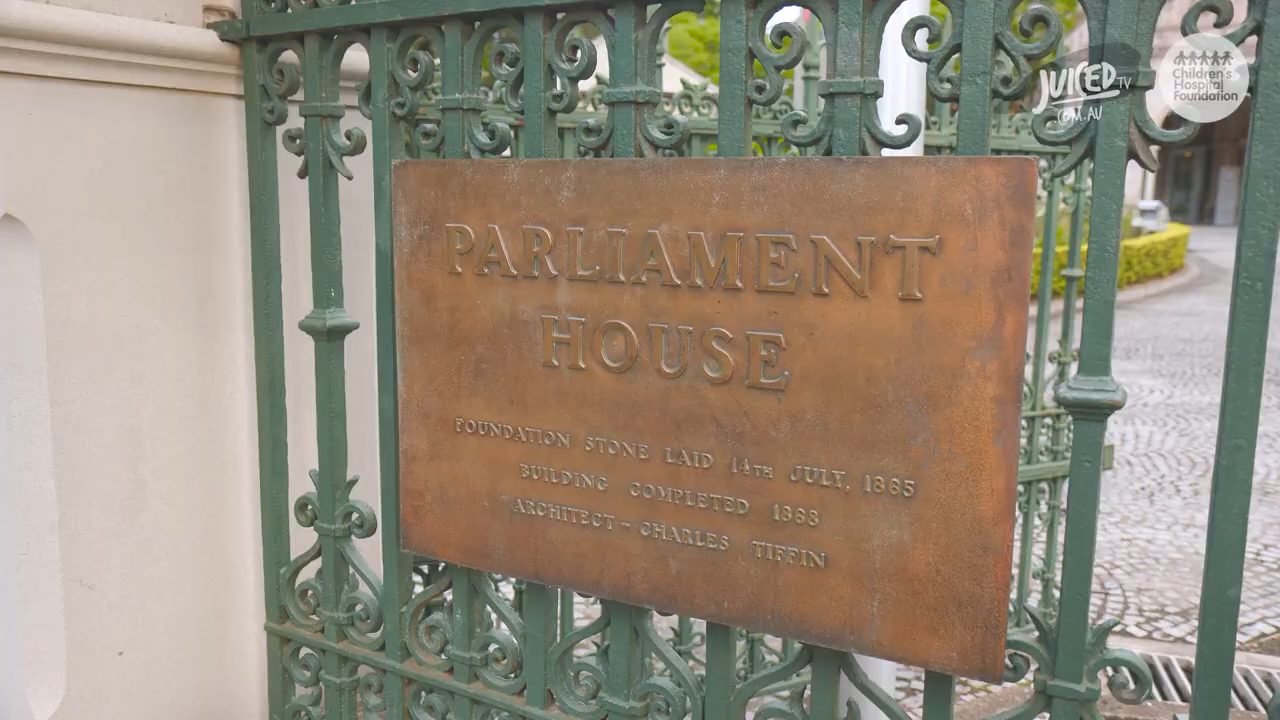 JUICED TV
.COM.AU
Children's
Hospital
Foundation
PARLIAMENT
HOUSE
FOUNDATION STONE LAID 14TH JULY, 1865
BUILDING COMPLETED 1868
ARCHITECT - CHARLES TIFFIN